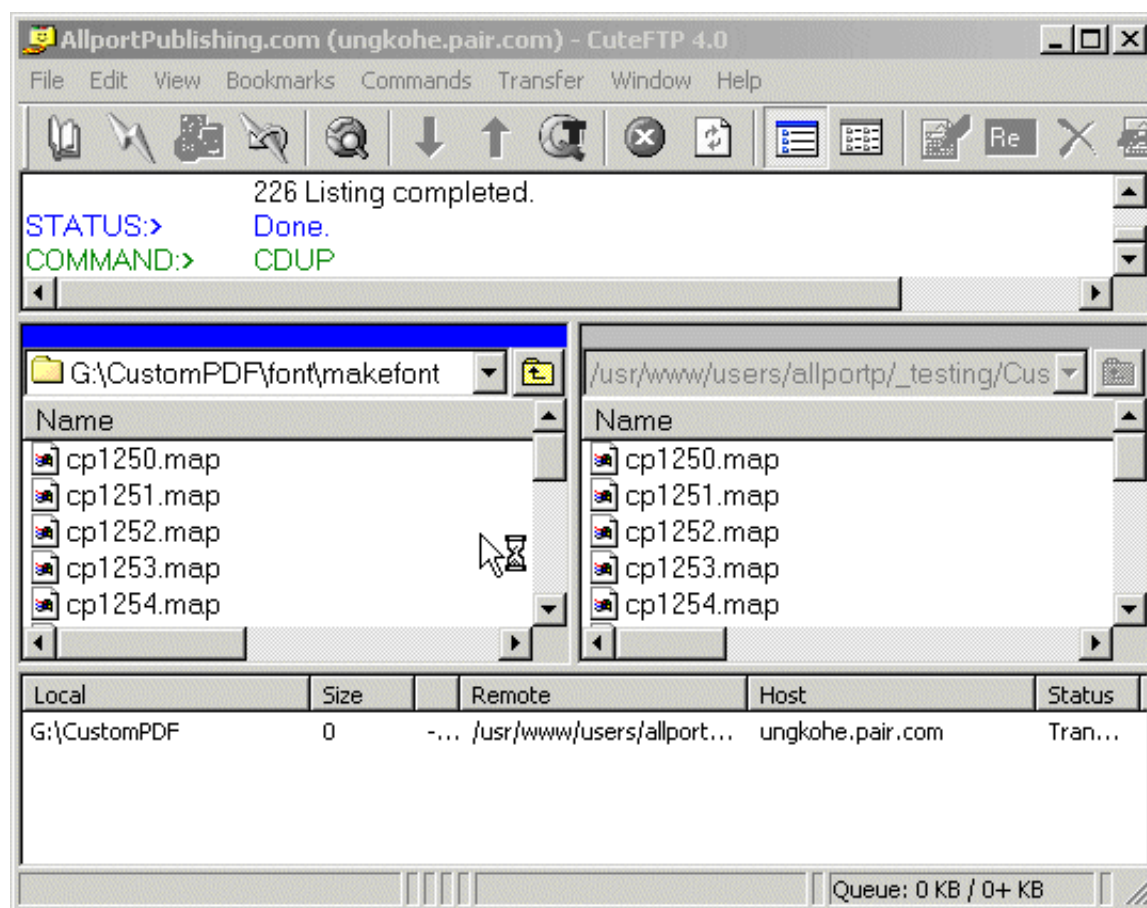 AllportPublishing.com (ungkohe.pair.com) - CuteFTP 4.0
File Edit View Bookmarks Commands Transfer Window Help
Re
226 Listing completed.
STATUS:> Done.
COMMAND:> CDUP
G:\CustomPDF\font\makefont
/usr/www/users/allportp/_testing/Cus
Name
cp1250.map
cp1251.map
cp1252.map
cp1253.map
cp1254.map
Name
cp1250.map
cp1251.map
cp1252.map
cp1253.map
cp1254.map
Local Size Remote Host Status
G:\CustomPDF 0 -... /usr/www/users/allport... ungkohe.pair.com Tran...
Queue: 0 KB / 0+ KB